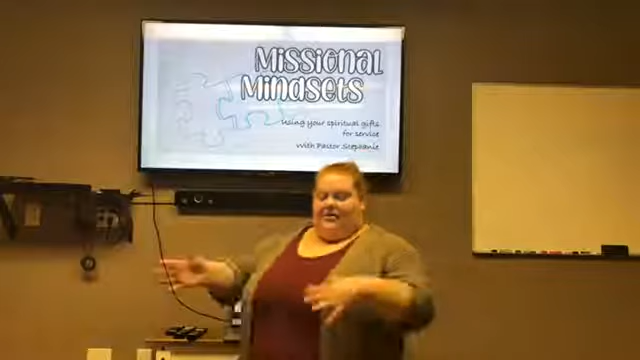 Missional
Mindsets
Using your spiritual gifts
for service
With Pastor Stephanie